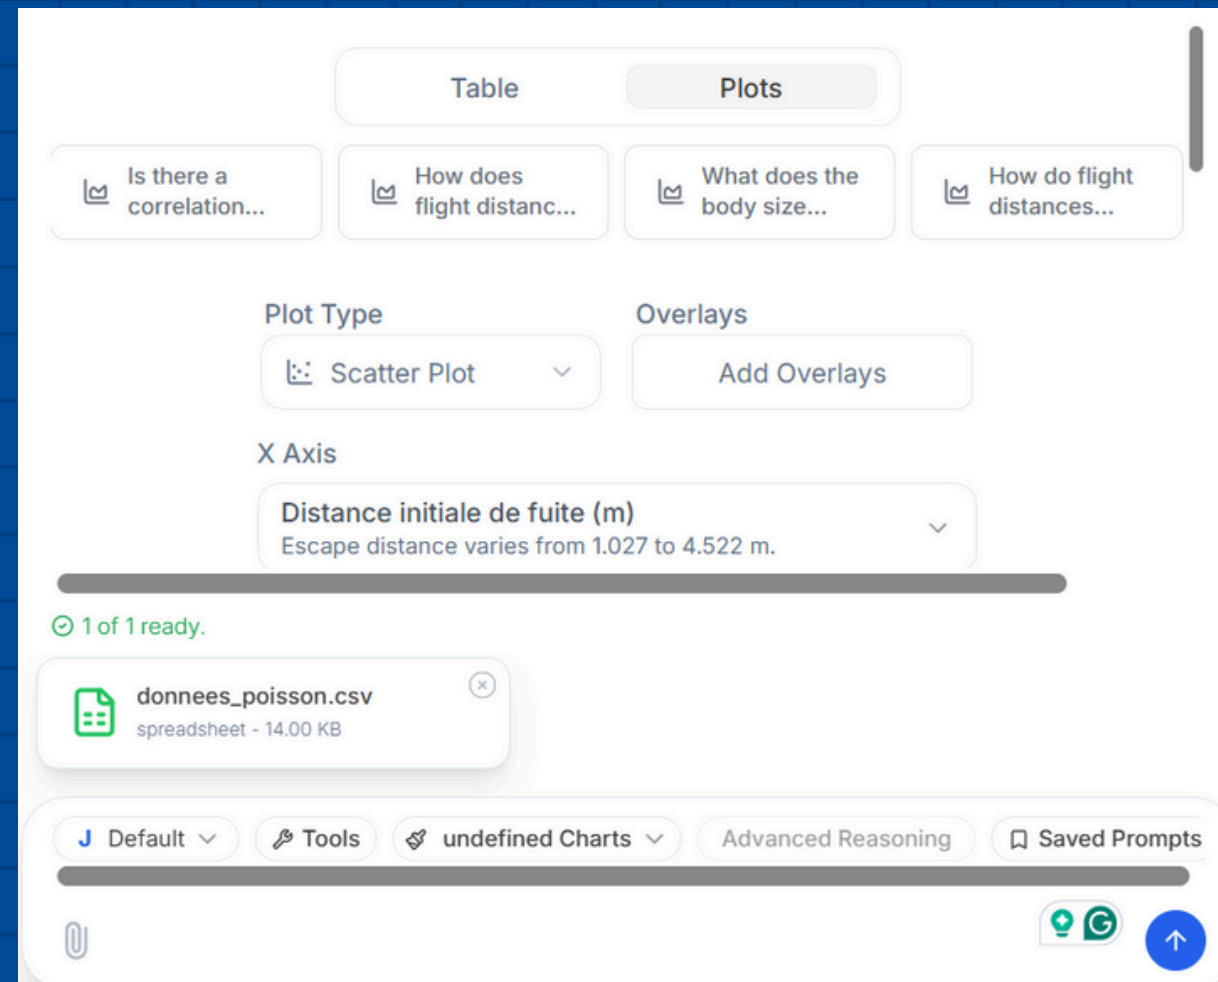 Table
Plots
Is there a
correlation...
How does
flight distanc...
What does the
body size...
How do flight
distances...
Plot Type
Overlays
Scatter Plot
Add Overlays
X Axis
Distance initiale de fuite (m)
Escape distance varies from 1.027 to 4.522 m.
1 of 1 ready.
donnees_poisson.csv
spreadsheet - 14.00 KB
J Default
Tools
undefined Charts
Advanced Reasoning
Saved Prompts